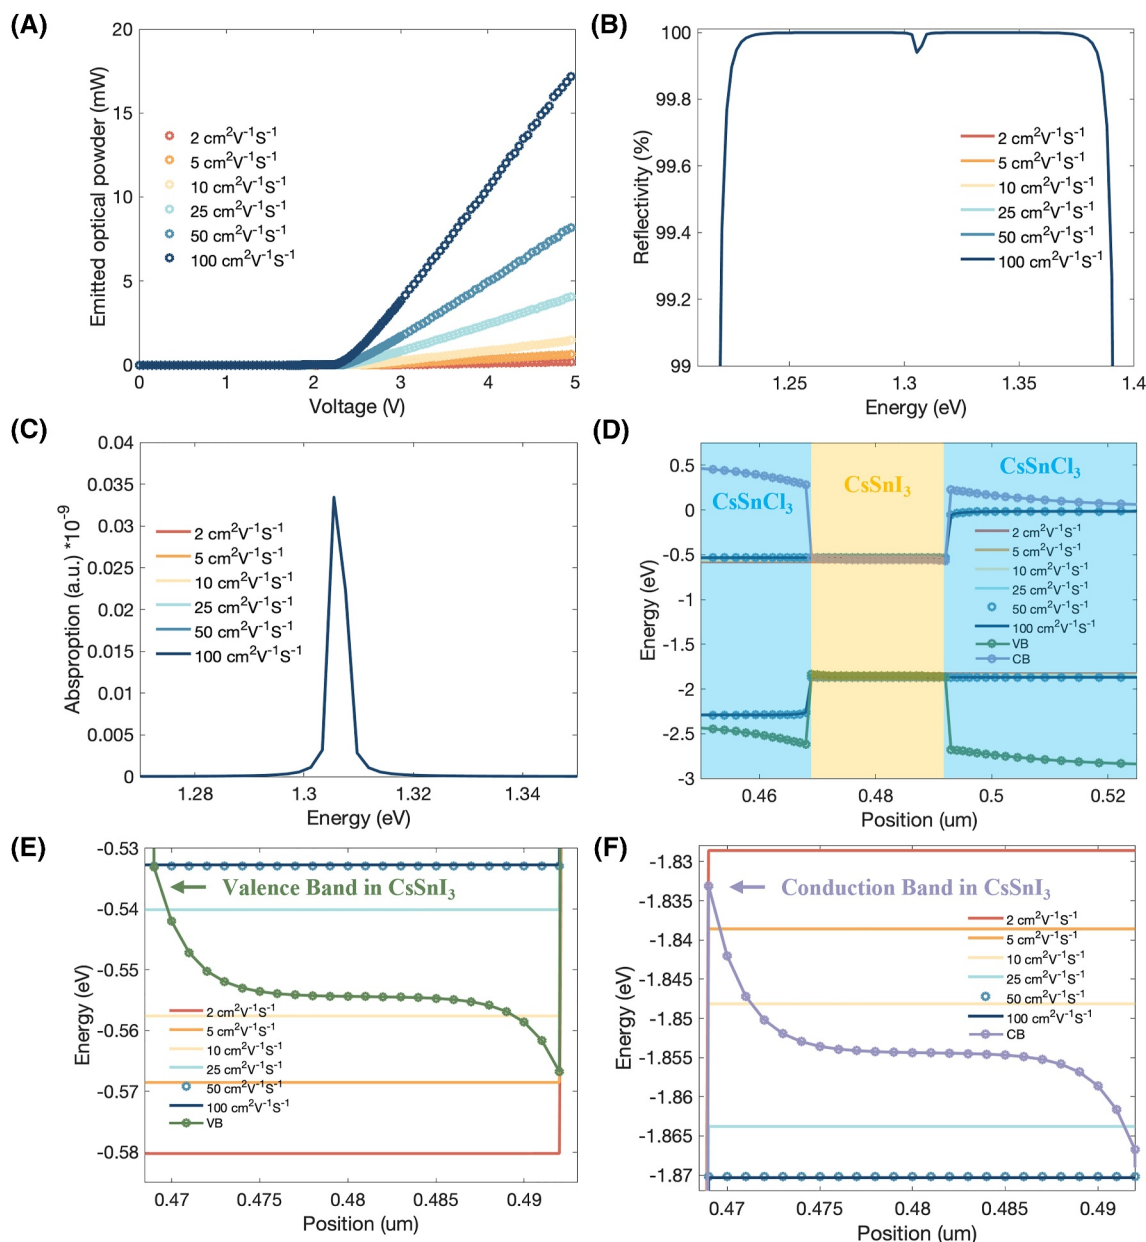 (A)
20
15
10
5
0
Emitted optical powder (mW)
2 cm²V⁻¹S⁻¹
5 cm²V⁻¹S⁻¹
10 cm²V⁻¹S⁻¹
25 cm²V⁻¹S⁻¹
50 cm²V⁻¹S⁻¹
100 cm²V⁻¹S⁻¹
0 1 2 3 4 5
Voltage (V)
(B)
100
99.8
99.6
99.4
99.2
99
Reflectivity (%)
2 cm²V⁻¹S⁻¹
5 cm²V⁻¹S⁻¹
10 cm²V⁻¹S⁻¹
25 cm²V⁻¹S⁻¹
50 cm²V⁻¹S⁻¹
100 cm²V⁻¹S⁻¹
1.25 1.3 1.35 1.4
Energy (eV)
(C)
0.04
0.035
0.03
0.025
0.02
0.015
0.01
0.005
0
Absproption (a.u.) *10⁻⁹
2 cm²V⁻¹S⁻¹
5 cm²V⁻¹S⁻¹
10 cm²V⁻¹S⁻¹
25 cm²V⁻¹S⁻¹
50 cm²V⁻¹S⁻¹
100 cm²V⁻¹S⁻¹
1.28 1.3 1.32 1.34
Energy (eV)
(D)
0.5
0
-0.5
-1
-1.5
-2
-2.5
-3
Energy (eV)
CsSnCl₃
CsSnI₃
CsSnCl₃
2 cm²V⁻¹S⁻¹
5 cm²V⁻¹S⁻¹
10 cm²V⁻¹S⁻¹
25 cm²V⁻¹S⁻¹
50 cm²V⁻¹S⁻¹
100 cm²V⁻¹S⁻¹
VB
CB
0.46 0.48 0.5 0.52
Position (um)
(E)
-0.53
-0.54
-0.55
-0.56
-0.57
-0.58
Energy (eV)
Valence Band in CsSnI₃
2 cm²V⁻¹S⁻¹
5 cm²V⁻¹S⁻¹
10 cm²V⁻¹S⁻¹
25 cm²V⁻¹S⁻¹
50 cm²V⁻¹S⁻¹
100 cm²V⁻¹S⁻¹
VB
0.47 0.475 0.48 0.485 0.49
Position (um)
(F)
-1.83
-1.835
-1.84
-1.845
-1.85
-1.855
-1.86
-1.865
-1.87
Energy (eV)
Conduction Band in CsSnI₃
2 cm²V⁻¹S⁻¹
5 cm²V⁻¹S⁻¹
10 cm²V⁻¹S⁻¹
25 cm²V⁻¹S⁻¹
50 cm²V⁻¹S⁻¹
100 cm²V⁻¹S⁻¹
CB
0.47 0.475 0.48 0.485 0.49
Position (um)